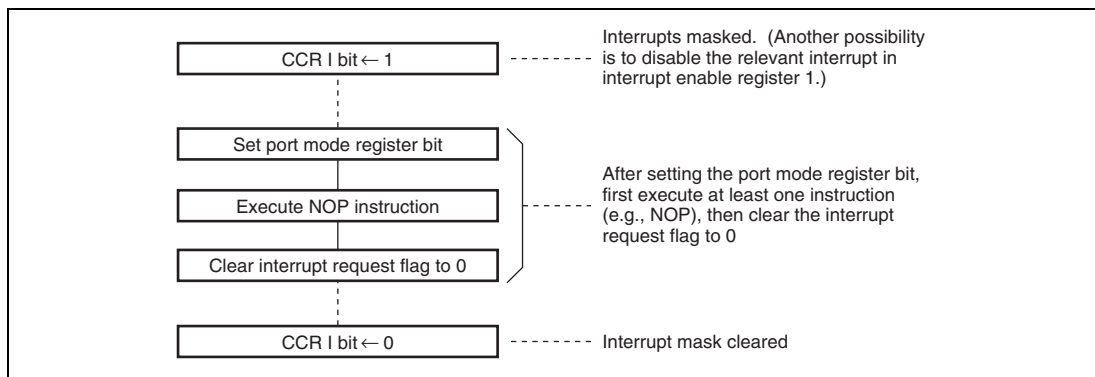 CCR I bit ← 1
Interrupts masked. (Another possibility
is to disable the relevant interrupt in
interrupt enable register 1.)
Set port mode register bit
Execute NOP instruction
Clear interrupt request flag to 0
After setting the port mode register bit,
first execute at least one instruction
(e.g., NOP), then clear the interrupt
request flag to 0
CCR I bit ← 0
Interrupt mask cleared